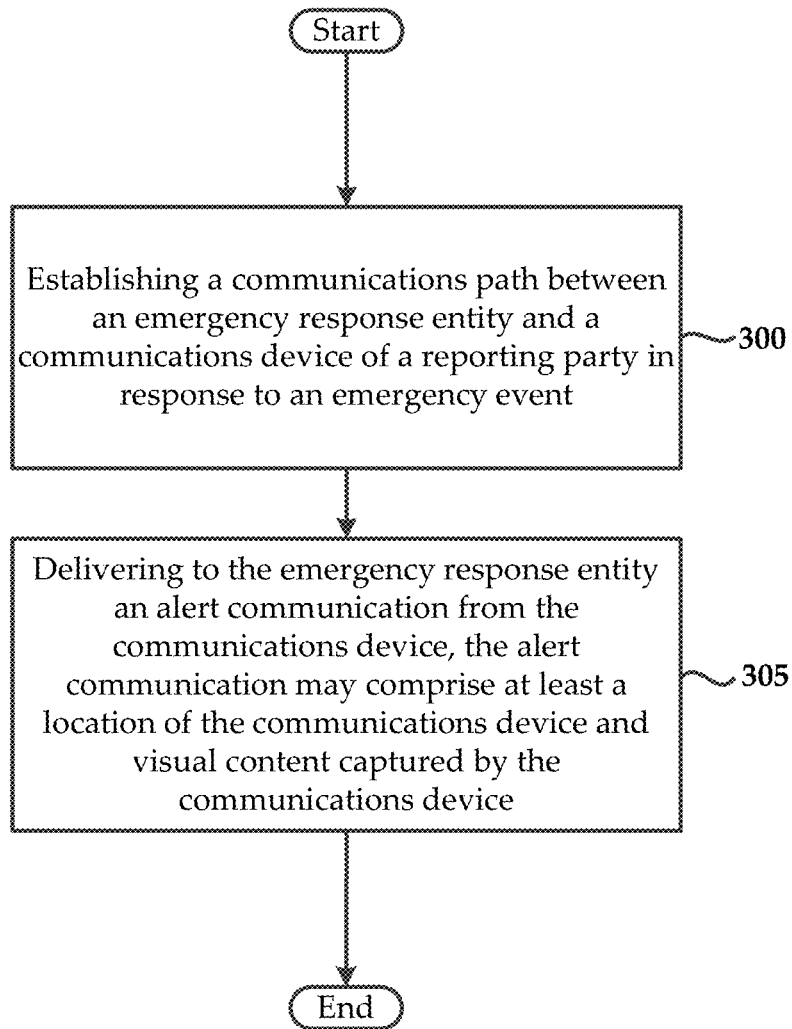 Start
Establishing a communications path between
an emergency response entity and a
communications device of a reporting party in
response to an emergency event
300
Delivering to the emergency response entity
an alert communication from the
communications device, the alert
communication may comprise at least a
location of the communications device and
visual content captured by the
communications device
305
End